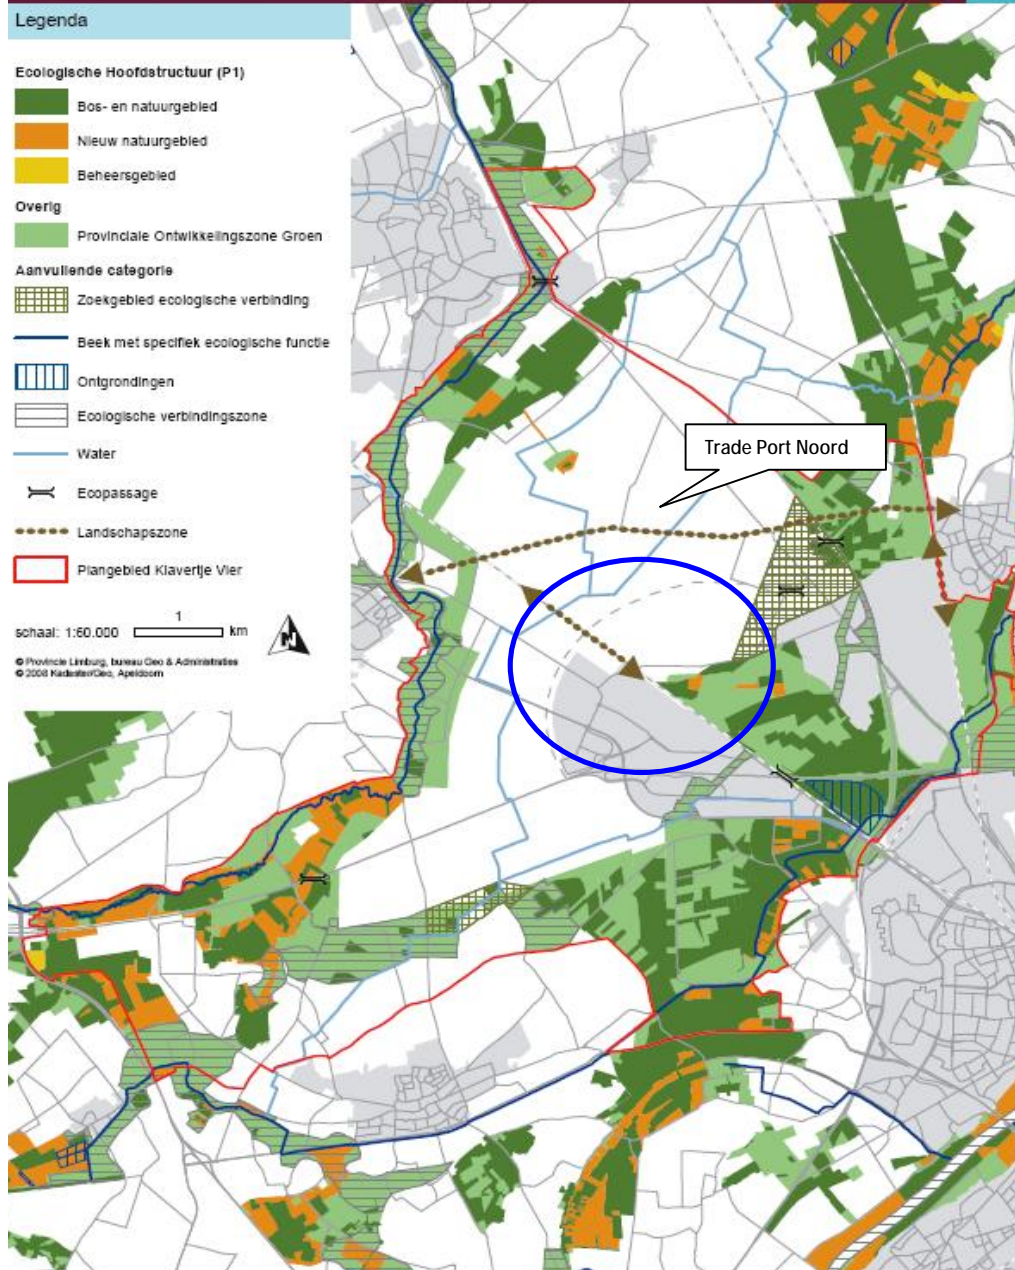 Legenda
Ecologische Hoofdstructuur (P1)
Bos- en natuurgebied
Nieuw natuurgebied
Beheersgebied
Overig
Provinciale Ontwikkelingszone Groen
Aanvullende categorie
Zoekgebied ecologische verbinding
Beek met specifiek ecologische functie
Ontgrondingen
Ecologische verbindingszone
Water
Ecopassage
Landschapszone
Plangebied Klavertje Vier
1
schaal: 1:60.000 km
N
© Provincie Limburg, bureau Geo & Administraties
© 2008 Kadaster/Geo, Apeldoorn
Trade Port Noord